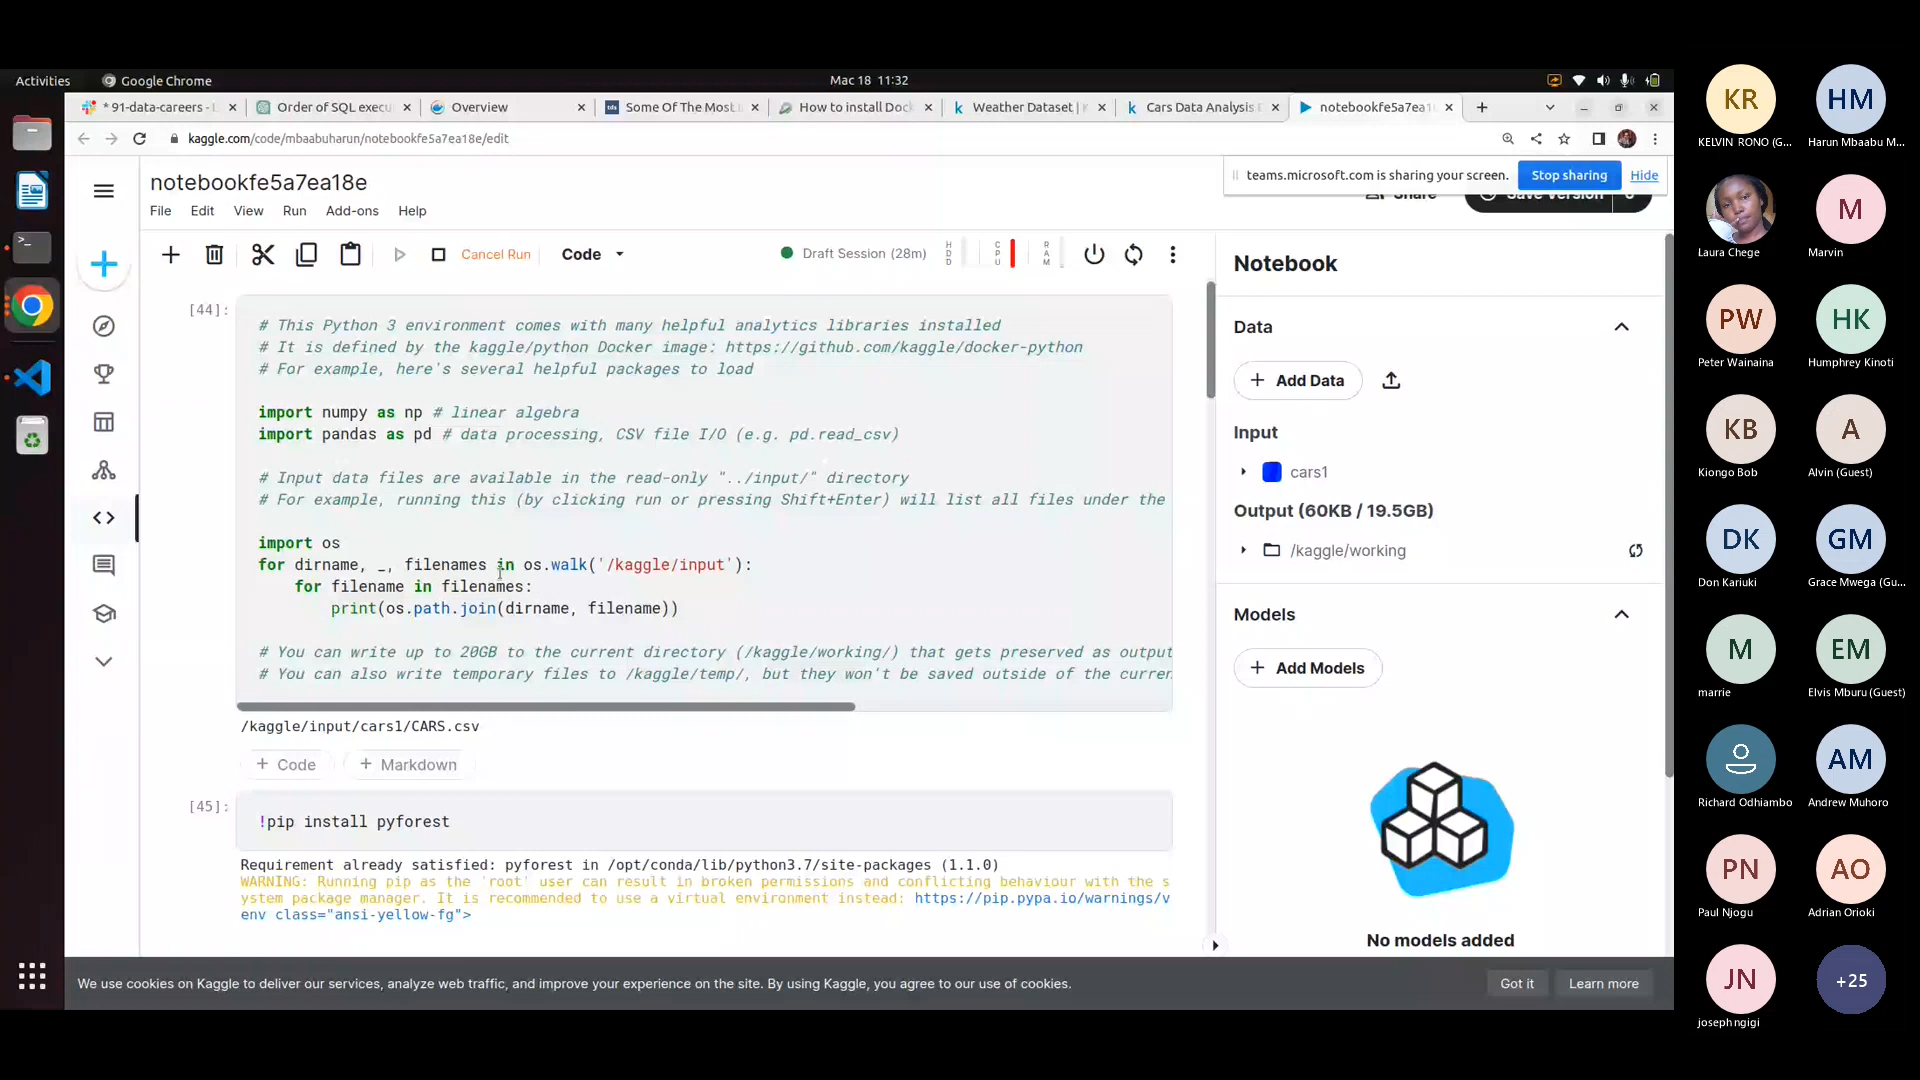 Activities
Google Chrome
Mac 18 11:32
* 91-data-careers -
Order of SQL execu
Overview
Some Of The Most
How to install Doc
Weather Dataset |
Cars Data Analysis
notebookfe5a7ea1
kaggle.com/code/mbaabuharun/notebookfe5a7ea18e/edit
teams.microsoft.com is sharing your screen.
Stop sharing
Hide
notebookfe5a7ea18e
File Edit View Run Add-ons Help
Share
Save Version
Cancel Run
Code
Draft Session (28m)
HDD
CPU
RAM
[44]:
# This Python 3 environment comes with many helpful analytics libraries installed
# It is defined by the kaggle/python Docker image: https://github.com/kaggle/docker-python
# For example, here's several helpful packages to load
import numpy as np # linear algebra
import pandas as pd # data processing, CSV file I/O (e.g. pd.read_csv)
# Input data files are available in the read-only "../input/" directory
# For example, running this (by clicking run or pressing Shift+Enter) will list all files under the
import os
for dirname, _, filenames in os.walk('/kaggle/input'):
for filename in filenames:
print(os.path.join(dirname, filename))
# You can write up to 20GB to the current directory (/kaggle/working/) that gets preserved as output
# You can also write temporary files to /kaggle/temp/, but they won't be saved outside of the curren
/kaggle/input/cars1/CARS.csv
+ Code
+ Markdown
[45]:
!pip install pyforest
Requirement already satisfied: pyforest in /opt/conda/lib/python3.7/site-packages (1.1.0)
WARNING: Running pip as the 'root' user can result in broken permissions and conflicting behaviour with the s
ystem package manager. It is recommended to use a virtual environment instead: https://pip.pypa.io/warnings/v
env class="ansi-yellow-fg">
Notebook
Data
+ Add Data
Input
cars1
Output (60KB / 19.5GB)
/kaggle/working
Models
+ Add Models
No models added
We use cookies on Kaggle to deliver our services, analyze web traffic, and improve your experience on the site. By using Kaggle, you agree to our use of cookies.
Got it
Learn more
KR
KELVIN RONO (G...
HM
Harun Mbaabu M...
Laura Chege
M
Marvin
PW
Peter Wainaina
HK
Humphrey Kinoti
KB
Kiongo Bob
A
Alvin (Guest)
DK
Don Kariuki
GM
Grace Mwega (Gu...
M
marrie
EM
Elvis Mburu (Guest)
Richard Odhiambo
AM
Andrew Muhoro
PN
Paul Njogu
AO
Adrian Orioki
JN
joseph ngigi
+25